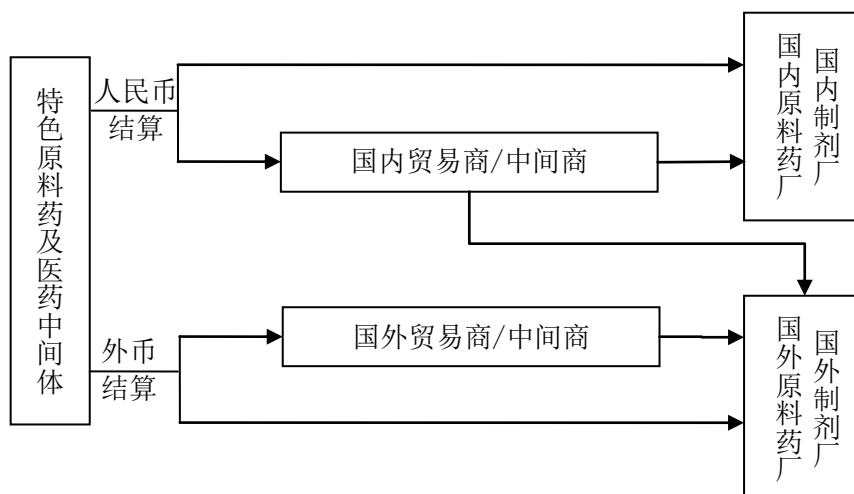 特色原料药及医药中间体
人民币
结算
国内贸易商/中间商
国内制剂厂
国内原料药厂
外币
结算
国外贸易商/中间商
国外制剂厂
国外原料药厂